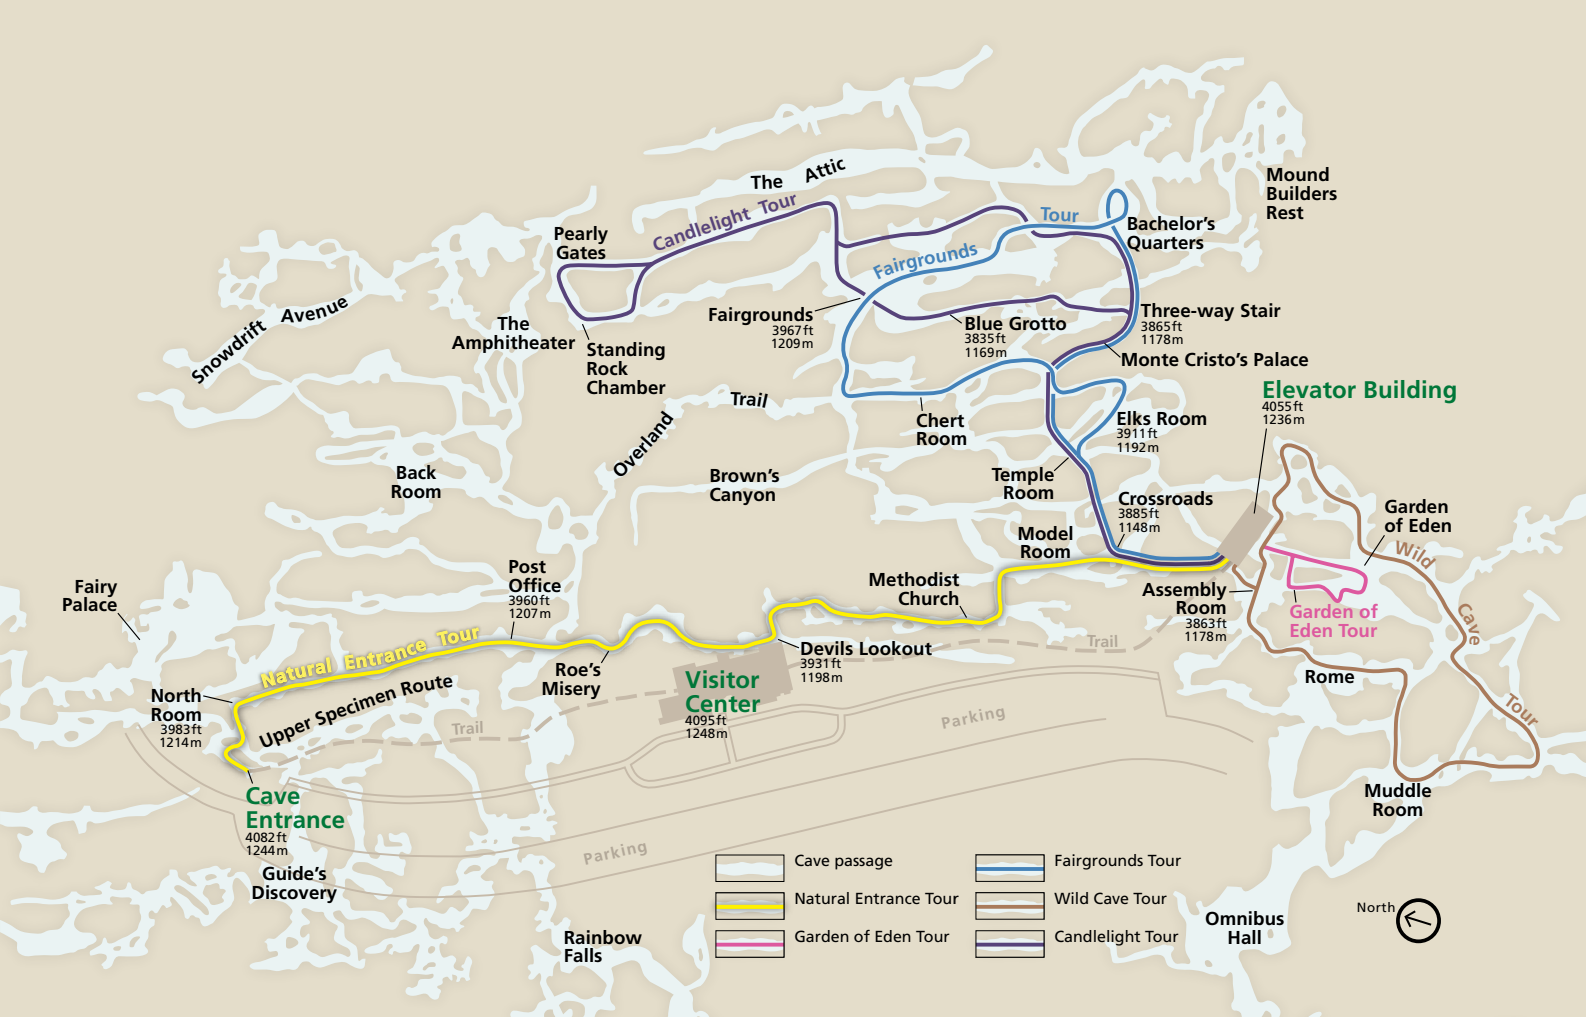 The Attic
Mound
Builders
Rest
Candlelight Tour
Tour
Fairgrounds
Bachelor's
Quarters
Pearly
Gates
Snowdrift Avenue
The
Amphitheater
Standing
Rock
Chamber
Fairgrounds
3967 ft
1209 m
Blue Grotto
3835 ft
1169 m
Three-way Stair
3865 ft
1178 m
Monte Cristo's Palace
Elevator Building
4055 ft
1236 m
Overland Trail
Chert
Room
Elks Room
3911 ft
1192 m
Back
Room
Brown's
Canyon
Temple
Room
Crossroads
3885 ft
1148 m
Model
Room
Garden
of Eden
Wild Cave Tour
Fairy
Palace
Post
Office
3960 ft
1207 m
Methodist
Church
Assembly
Room
3863 ft
1178 m
Garden of
Eden Tour
Natural Entrance Tour
Roe's
Misery
Devils Lookout
3931 ft
1198 m
Trail
Rome
North
Room
3983 ft
1214 m
Upper Specimen Route
Trail
Visitor
Center
4095 ft
1248 m
Parking
Cave
Entrance
4082 ft
1244 m
Muddle
Room
Guide's
Discovery
Parking
Rainbow
Falls
Cave passage
Natural Entrance Tour
Garden of Eden Tour
Fairgrounds Tour
Wild Cave Tour
Candlelight Tour
Omnibus
Hall
North